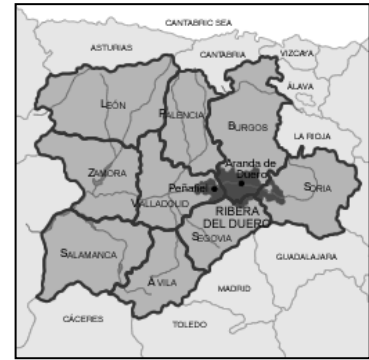 CANTABRIC SEA
ASTURIAS
CANTABRIA
VIZCAYA
ÁLAVA
LEÓN
PALENCIA
BURGOS
LA RIOJA
Aranda de
Duero
ZAMORA
Peñafiel
SORIA
VALLADOLID
RIBERA
DEL DUERO
SEGOVIA
SALAMANCA
ÁVILA
GUADALAJARA
MADRID
CÁCERES
TOLEDO